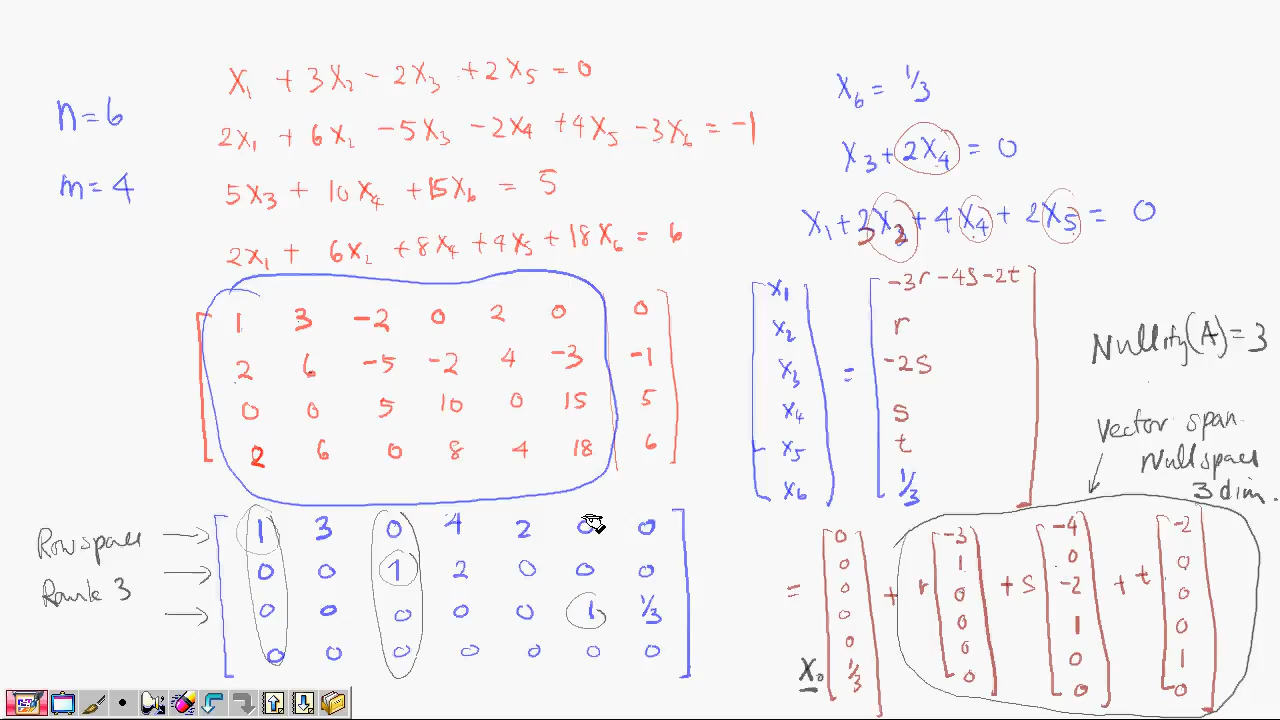 n=6
m=4
x₁ + 3x₂ - 2x₃ + 2x₅ = 0
2x₁ + 6x₂ - 5x₃ - 2x₄ + 4x₅ - 3x₆ = -1
5x₃ + 10x₄ + 15x₆ = 5
2x₁ + 6x₂ + 8x₄ + 4x₅ + 18x₆ = 6
1 3 -2 0 2 0 0
2 6 -5 -2 4 -3 -1
0 0 5 10 0 15 5
2 6 0 8 4 18 6
Row space
Rank 3
1 3 0 4 2 0 0
0 0 1 2 0 0 0
0 0 0 0 0 1 1/3
0 0 0 0 0 0 0
x₆ = 1/3
x₃ + 2x₄ = 0
x₁ + 3x₂ + 4x₄ + 2x₅ = 0
x₁ -3r -4s -2t
x₂ r
x₃ = -2s
x₄ s
x₅ t
x₆ 1/3
Nullity(A) = 3
Vector span
Null space
3 dim.
0 -3 -4 -2
0 1 0 0
= 0 + r 0 + s -2 + t 0
0 0 1 0
0 0 0 1
x₀ 1/3 0 0 0